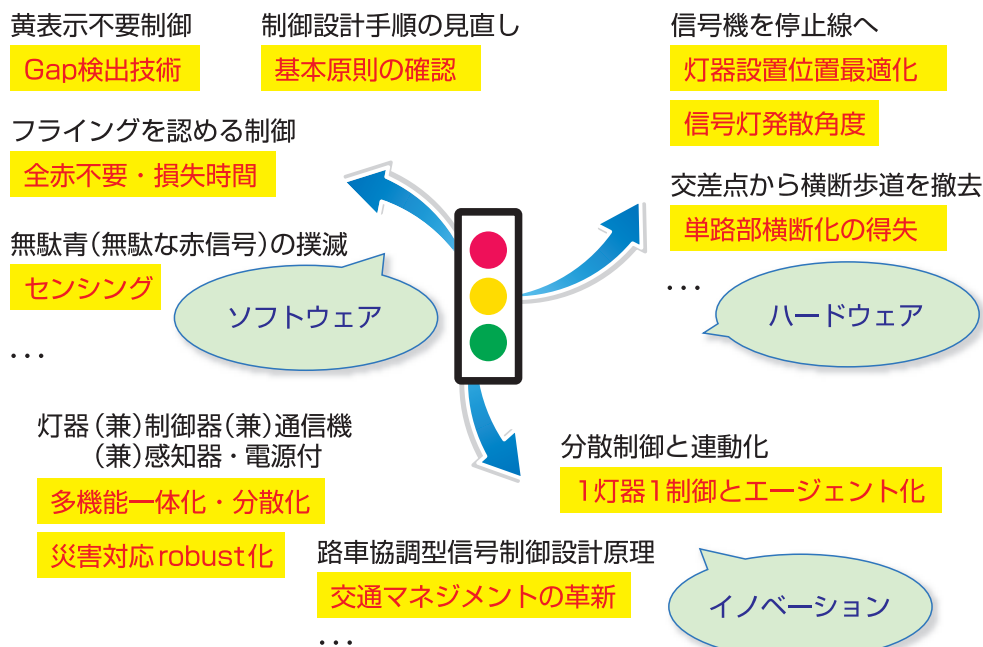 黄表示不要制御
Gap検出技術
制御設計手順の見直し
基本原則の確認
フライングを認める制御
全赤不要・損失時間
無駄青(無駄な赤信号)の撲滅
センシング
...
ソフトウェア
信号機を停止線へ
灯器設置位置最適化
信号灯発散角度
交差点から横断歩道を撤去
単路部横断化の得失
...
ハードウェア
灯器(兼)制御器(兼)通信機
(兼)感知器・電源付
多機能一体化・分散化
災害対応robust化
分散制御と連動化
1灯器1制御とエージェント化
路車協調型信号制御設計原理
交通マネジメントの革新
...
イノベーション